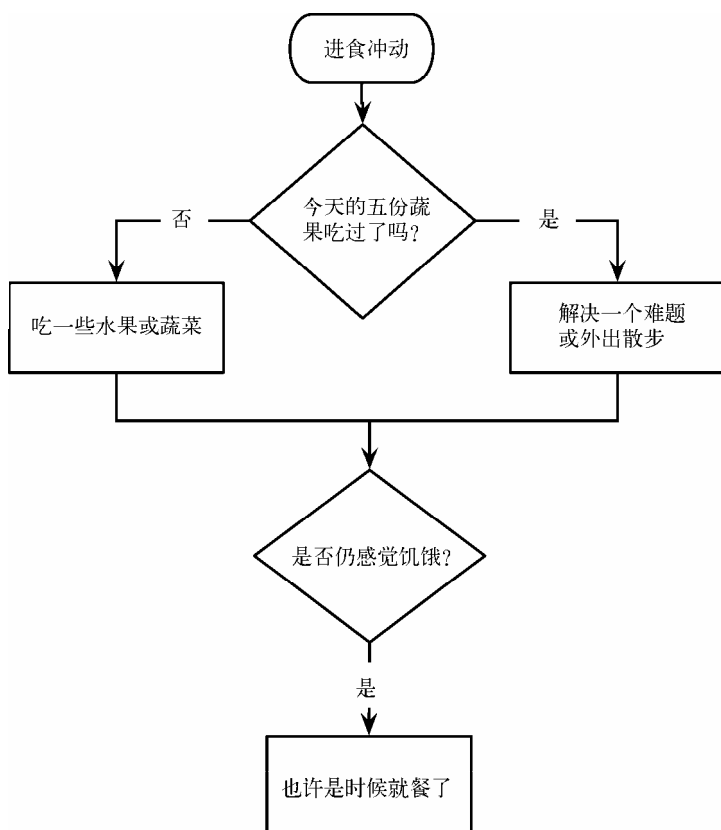 进食冲动
今天的五份蔬
果吃过了吗?
否
是
吃一些水果或蔬菜
解决一个难题
或外出散步
是否仍感觉饥饿?
是
也许是时候就餐了